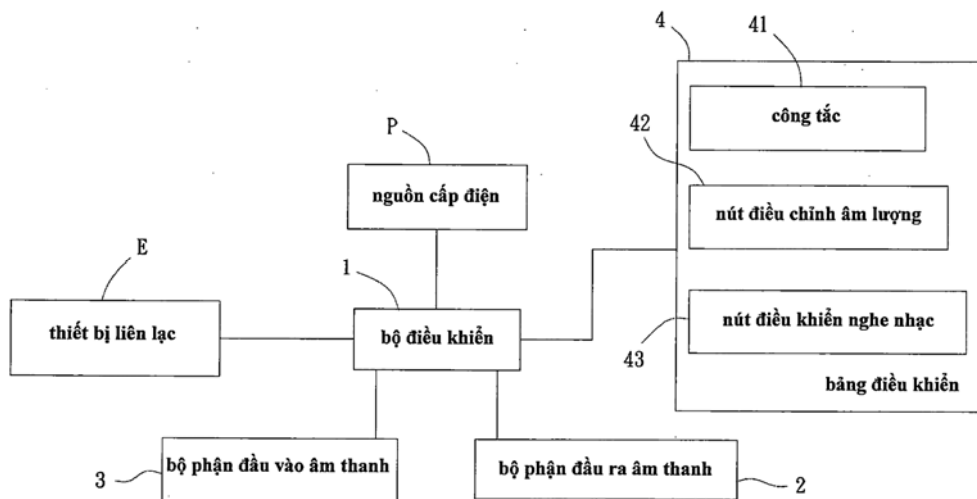 4
41
công tắc
42
nút điều chỉnh âm lượng
nút điều khiển nghe nhạc
43
bảng điều khiển
P
nguồn cấp điện
E
thiết bị liên lạc
1
bộ điều khiển
3
bộ phận đầu vào âm thanh
bộ phận đầu ra âm thanh
2